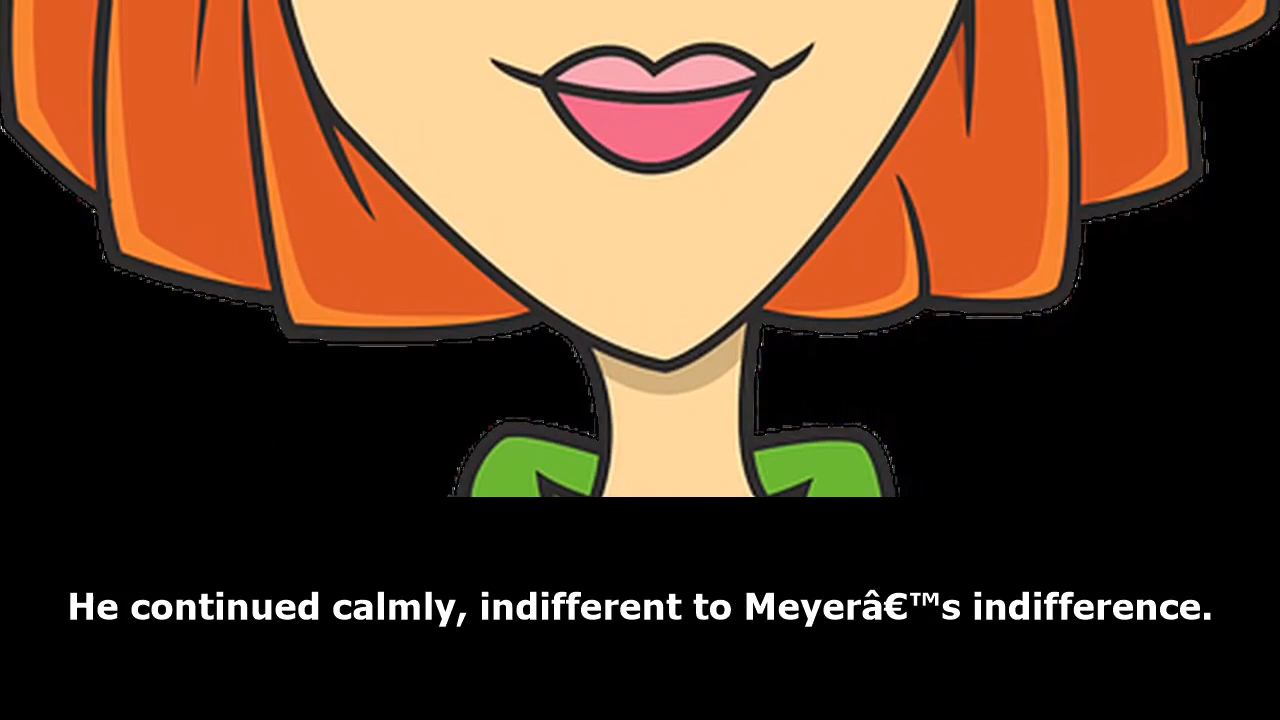 He continued calmly, indifferent to Meyerâ€™s indifference.